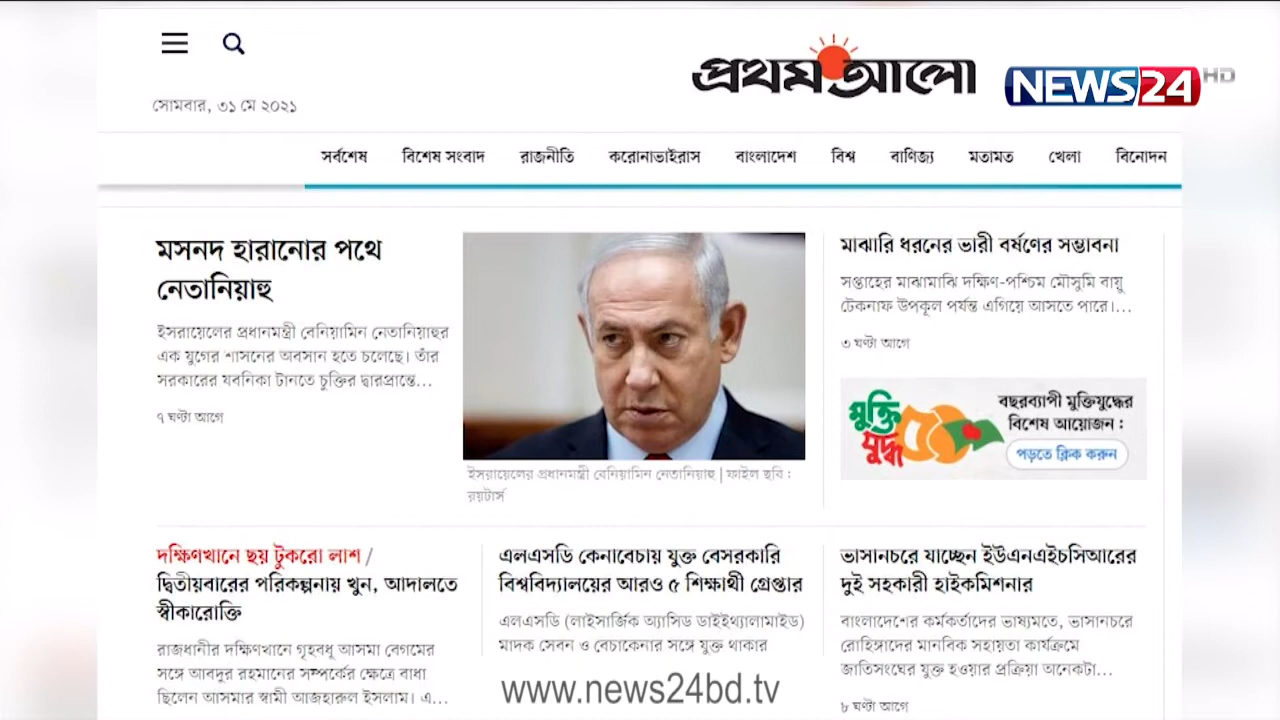 প্রথম আলো
NEWS24 HD
সোমবার, ৩১ মে ২০২১
সর্বশেষ বিশেষ সংবাদ রাজনীতি করোনাভাইরাস বাংলাদেশ বিশ্ব বাণিজ্য মতামত খেলা বিনোদন
মসনদ হারানোর পথে
নেতানিয়াহু
ইসরায়েলের প্রধানমন্ত্রী বেনিয়ামিন নেতানিয়াহুর
এক যুগের শাসনের অবসান হতে চলেছে। তাঁর
সরকারের যবনিকা টানতে চুক্তির দ্বারপ্রান্তে...
৭ ঘণ্টা আগে
ইসরায়েলের প্রধানমন্ত্রী বেনিয়ামিন নেতানিয়াহু | ফাইল ছবি :
রয়টার্স
মাঝারি ধরনের ভারী বর্ষণের সম্ভাবনা
সপ্তাহের মাঝামাঝি দক্ষিণ-পশ্চিম মৌসুমি বায়ু
টেকনাফ উপকূল পর্যন্ত এগিয়ে আসতে পারে।...
৩ ঘণ্টা আগে
মুক্তি
যুদ্ধ
৫০
বছরব্যাপী মুক্তিযুদ্ধের
বিশেষ আয়োজন :
পড়তে ক্লিক করুন
দক্ষিণখানে ছয় টুকরো লাশ /
দ্বিতীয়বারের পরিকল্পনায় খুন, আদালতে
স্বীকারোক্তি
রাজধানীর দক্ষিণখানে গৃহবধূ আসমা বেগমের
সঙ্গে আবদুর রহমানের সম্পর্কের ক্ষেত্রে বাধা
ছিলেন আসমার স্বামী আজহারুল ইসলাম। এ...
এলএসডি কেনাবেচায় যুক্ত বেসরকারি
বিশ্ববিদ্যালয়ের আরও ৫ শিক্ষার্থী গ্রেপ্তার
এলএসডি (লাইসার্জিক অ্যাসিড ডাইইথ্যালামাইড)
মাদক সেবন ও বেচাকেনার সঙ্গে যুক্ত থাকার
ভাসানচরে যাচ্ছেন ইউএনএইচসিআরের
দুই সহকারী হাইকমিশনার
বাংলাদেশের কর্মকর্তাদের ভাষ্যমতে, ভাসানচরে
রোহিঙ্গাদের মানবিক সহায়তা কার্যক্রমে
জাতিসংঘের যুক্ত হওয়ার প্রক্রিয়া অনেকটা...
৮ ঘণ্টা আগে
www.news24bd.tv